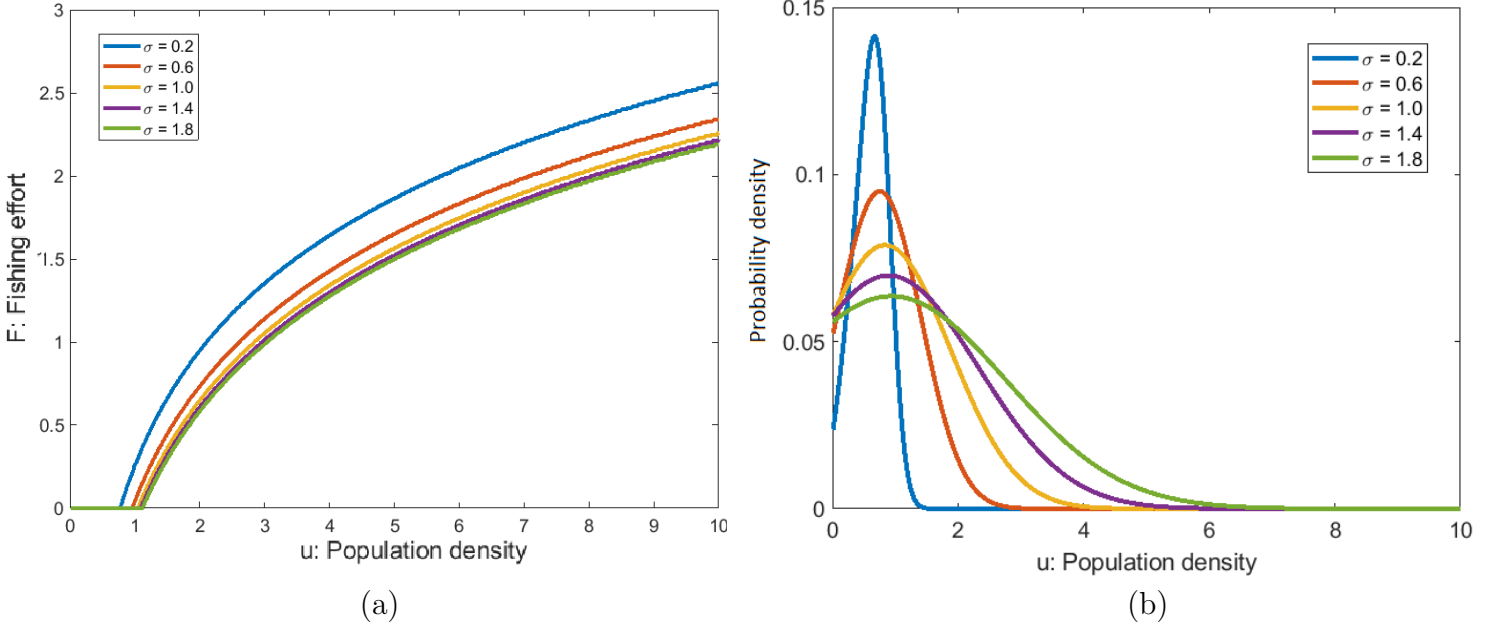 3
2.5
2
1.5
1
0.5
0
F: Fishing effort
σ = 0.2
σ = 0.6
σ = 1.0
σ = 1.4
σ = 1.8
0 1 2 3 4 5 6 7 8 9 10
u: Population density
(a)
0.15
0.1
0.05
0
Probability density
σ = 0.2
σ = 0.6
σ = 1.0
σ = 1.4
σ = 1.8
0 2 4 6 8 10
u: Population density
(b)